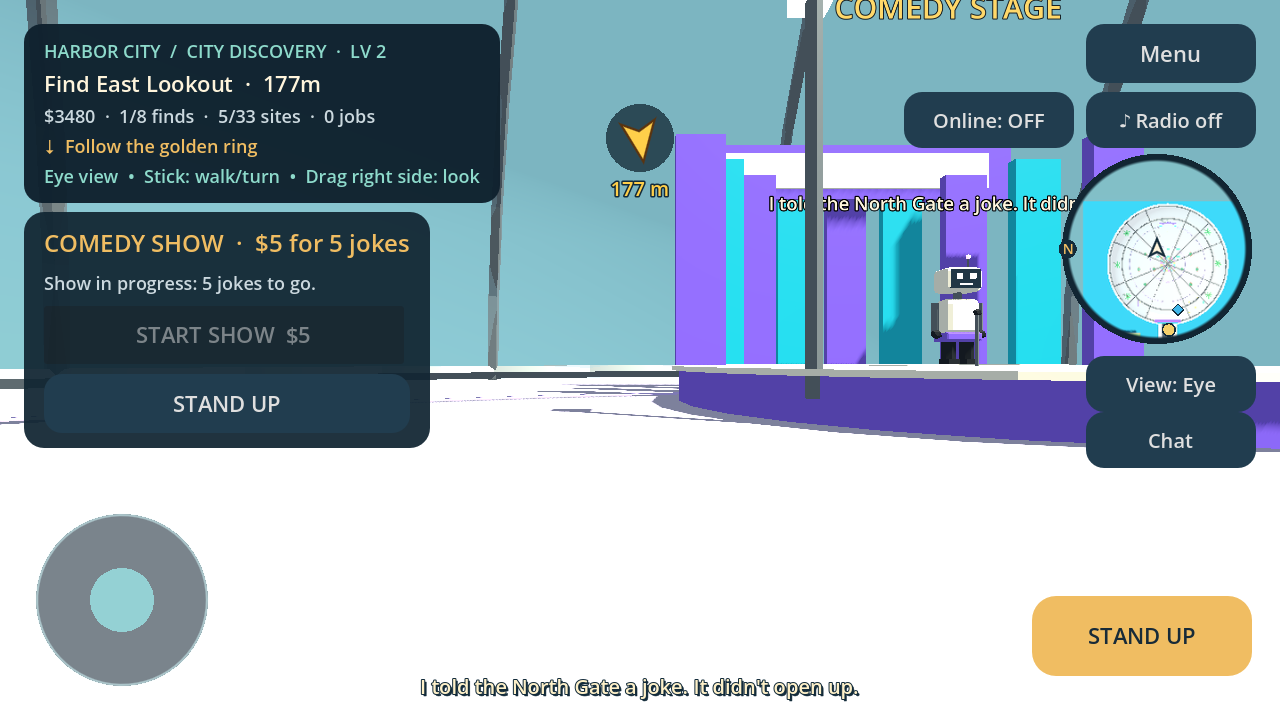 COMEDY STAGE
HARBOR CITY / CITY DISCOVERY · LV 2
Find East Lookout · 177m
$3480 · 1/8 finds · 5/33 sites · 0 jobs
↓ Follow the golden ring
Eye view • Stick: walk/turn • Drag right side: look
Menu
Online: OFF
♪ Radio off
177 m
I told the North Gate a joke. It didn
N
COMEDY SHOW · $5 for 5 jokes
Show in progress: 5 jokes to go.
START SHOW $5
STAND UP
View: Eye
Chat
STAND UP
I told the North Gate a joke. It didn't open up.